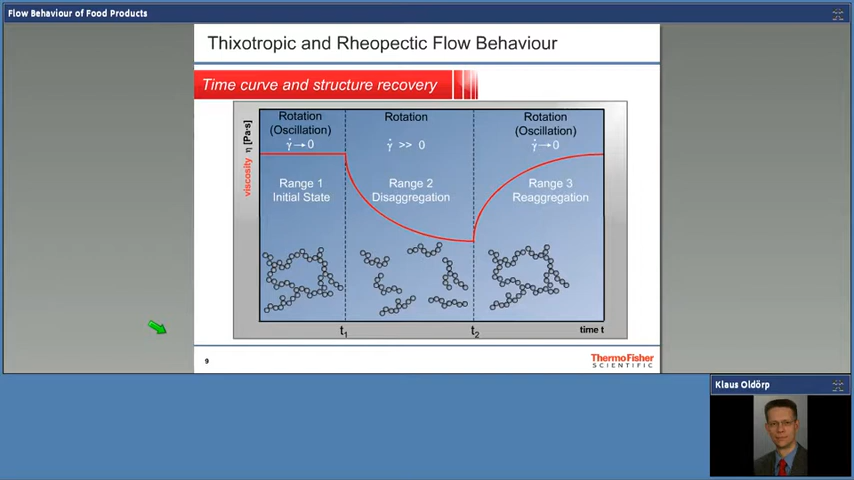 Flow Behaviour of Food Products
Thixotropic and Rheopectic Flow Behaviour
Time curve and structure recovery
viscosity η [Pa·s]
Rotation
(Oscillation)
γ̇→0
Range 1
Initial State
Rotation
γ̇ >> 0
Range 2
Disaggregation
Rotation
(Oscillation)
γ̇→0
Range 3
Reaggregation
t1
t2
time t
9
ThermoFisher
SCIENTIFIC
Klaus Oldörp